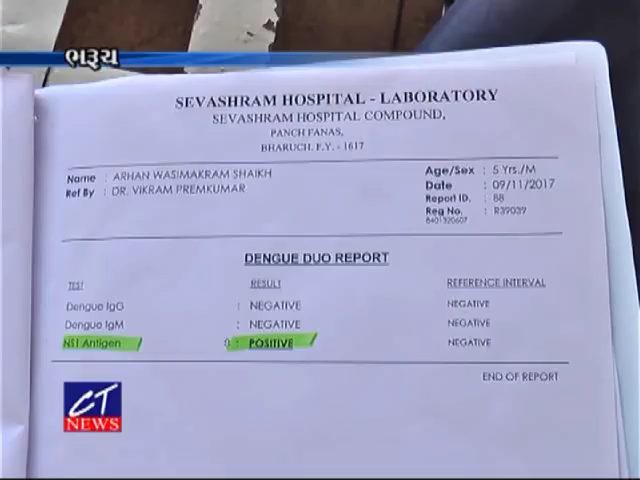 ભરૂચ
SEVASHRAM HOSPITAL - LABORATORY
SEVASHRAM HOSPITAL COMPOUND,
PANCH FANAS,
BHARUCH. F.Y. - 1617
Name : ARHAN WASIMAKRAM SHAIKH
Ref By : DR. VIKRAM PREMKUMAR
Age/Sex : 5 Yrs./M
Date : 09/11/2017
Report ID. : 88
Reg No. : R39039
8401320607
DENGUE DUO REPORT
TEST RESULT REFERENCE INTERVAL
Dengue IgG : NEGATIVE NEGATIVE
Dengue IgM : NEGATIVE NEGATIVE
NS1 Antigen : POSITIVE NEGATIVE
END OF REPORT
CT
NEWS